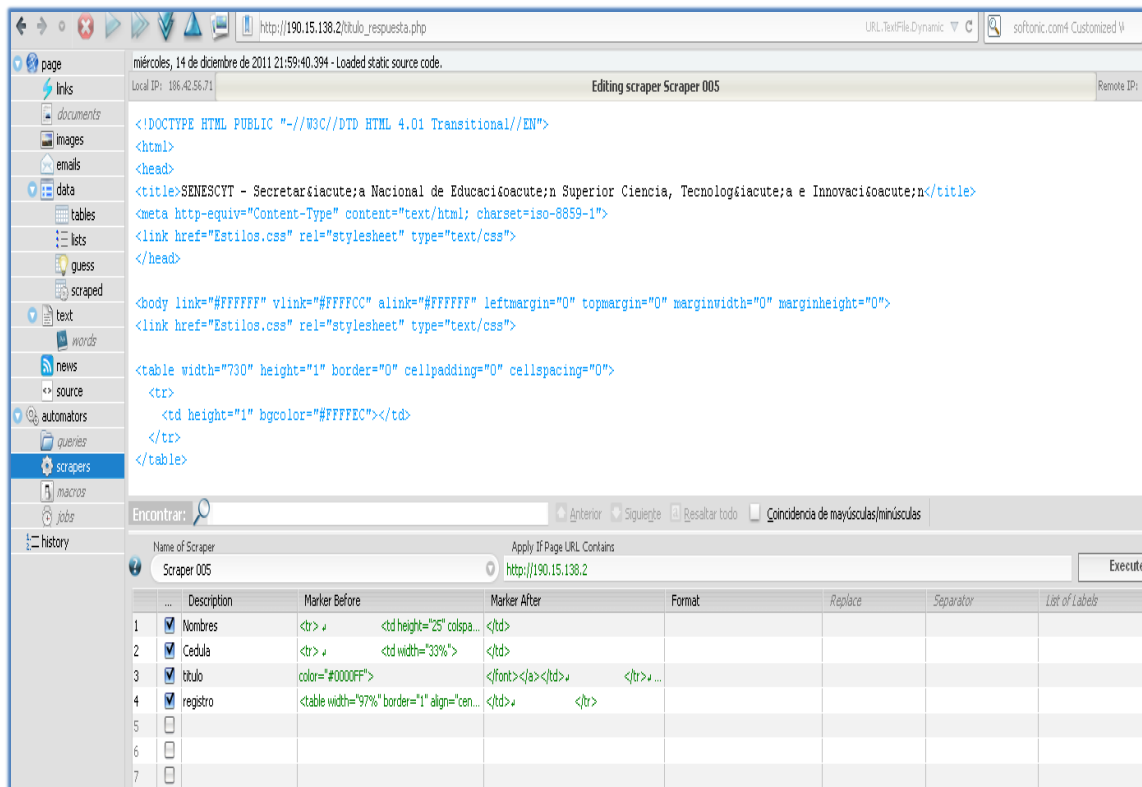 http://190.15.138.2/titulo_respuesta.php URL.TextFile.Dynamic softonic.com4 Customized
page
links
documents
images
emails
data
tables
lists
guess
scraped
text
words
news
source
automators
queries
scrapers
macros
jobs
history
miércoles, 14 de diciembre de 2011 21:59:40.394 - Loaded static source code.
Local IP: 186.42.56.71 Editing scraper Scraper 005 Remote IP:
<!DOCTYPE HTML PUBLIC "-//W3C//DTD HTML 4.01 Transitional//EN">
<html>
<head>
<title>SENESCYT - Secretar&iacute;a Nacional de Educaci&oacute;n Superior Ciencia, Tecnolog&iacute;a e Innovaci&oacute;n</title>
<meta http-equiv="Content-Type" content="text/html; charset=iso-8859-1">
<link href="Estilos.css" rel="stylesheet" type="text/css">
</head>
<body link="#FFFFFF" vlink="#FFFFCC" alink="#FFFFFF" leftmargin="0" topmargin="0" marginwidth="0" marginheight="0">
<link href="Estilos.css" rel="stylesheet" type="text/css">
<table width="730" height="1" border="0" cellpadding="0" cellspacing="0">
<tr>
<td height="1" bgcolor="#FFFFEC"></td>
</tr>
</table>
Encontrar: Anterior Siguiente Resaltar todo Coincidencia de mayúsculas/minúsculas
Name of Scraper Apply If Page URL Contains
Scraper 005 http://190.15.138.2 Execute
... Description Marker Before Marker After Format Replace Separator List of Labels
1 Nombres <tr> <td height="25" colspa... </td>
2 Cedula <tr> <td width="33%"> </td>
3 titulo color="#0000FF"> </font></a></td> </tr> ...
4 registro <table width="97%" border="1" align="cen... </td> </tr>
5
6
7